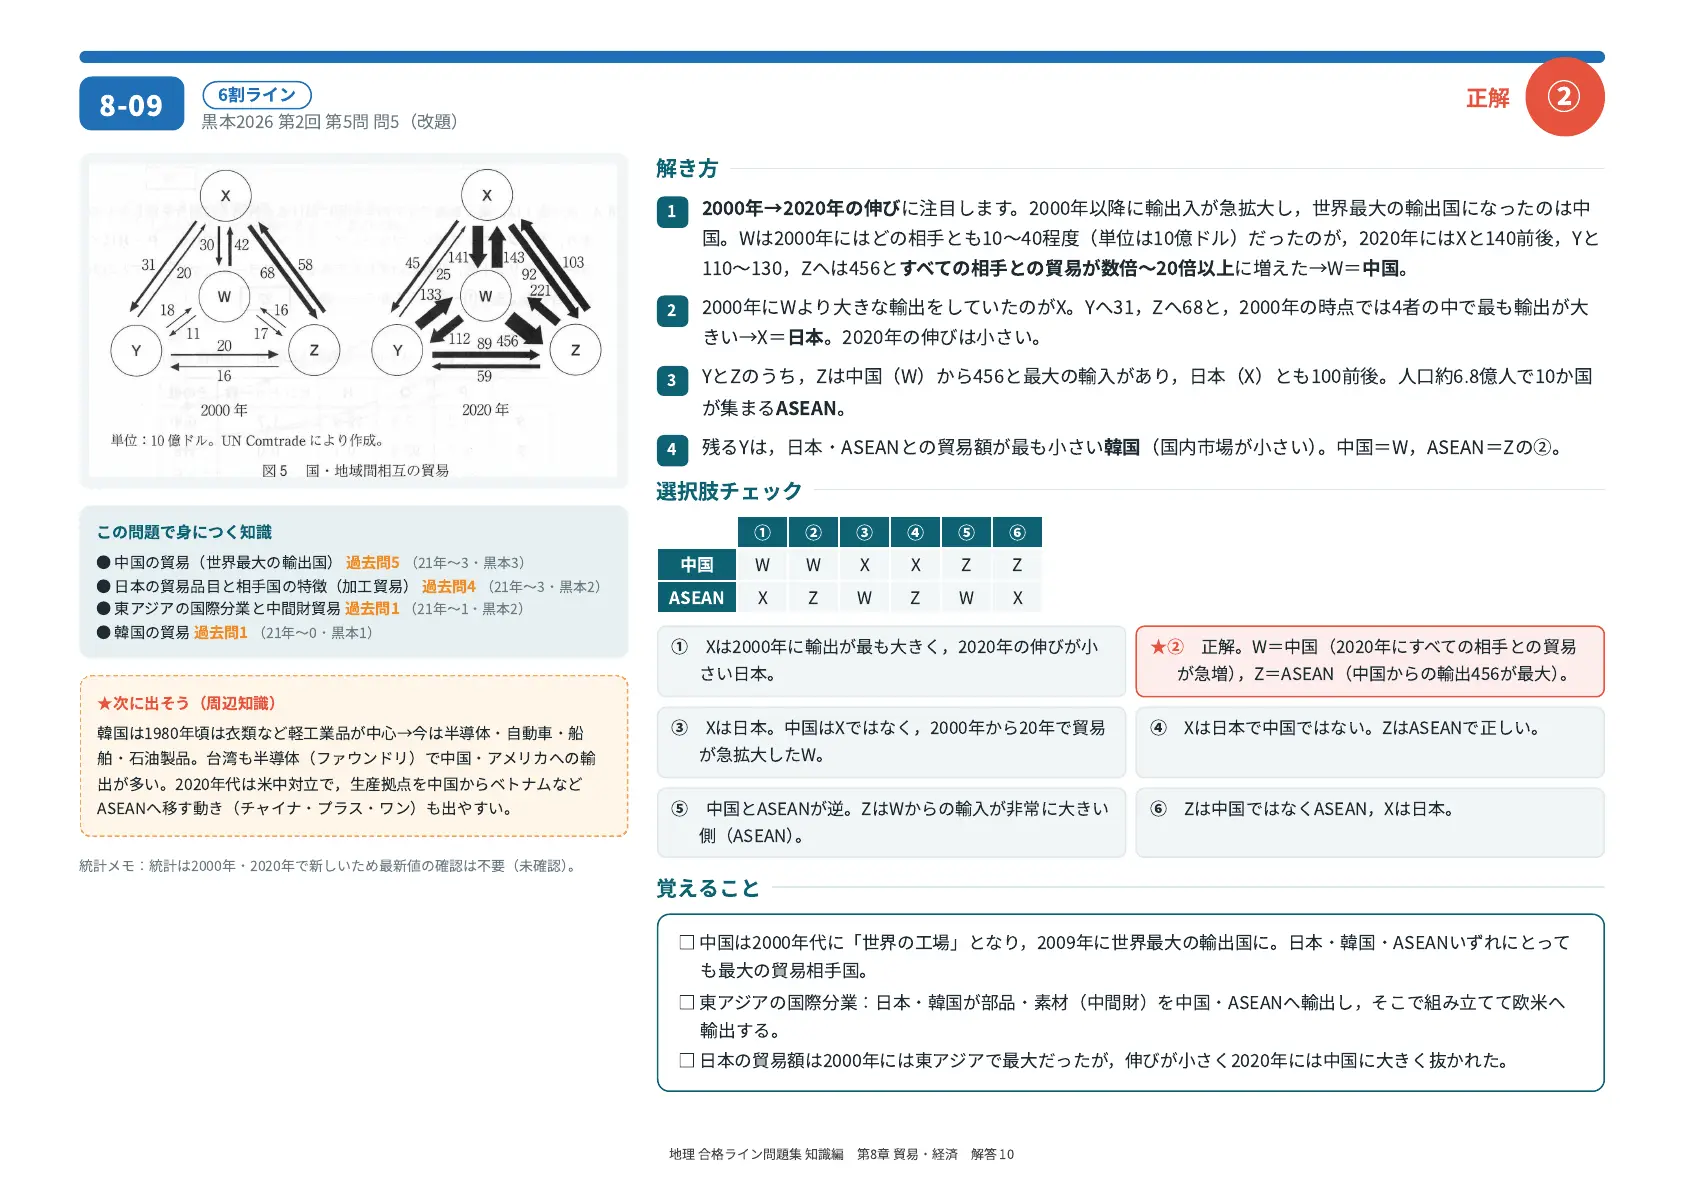 8-09
6割ライン
黒本2026 第2回 第5問 問5（改題）
正解 ②
X
30 42
31 20 68 58
W
18 16
11 17
Y 20 Z
16
2000 年
X
141 143
45 25 92 103
133 W 221
Y 112 89 456 Z
59
2020 年
単位：10 億ドル。UN Comtrade により作成。
図 5　国・地域間相互の貿易
この問題で身につく知識
●中国の貿易（世界最大の輸出国） 過去問5 （21年〜3・黒本3）
●日本の貿易品目と相手国の特徴（加工貿易） 過去問4 （21年〜3・黒本2）
●東アジアの国際分業と中間財貿易 過去問1 （21年〜1・黒本2）
●韓国の貿易 過去問1 （21年〜0・黒本1）
★次に出そう（周辺知識）
韓国は1980年頃は衣類など軽工業品が中心→今は半導体・自動車・船
舶・石油製品。台湾も半導体（ファウンドリ）で中国・アメリカへの輸
出が多い。2020年代は米中対立で，生産拠点を中国からベトナムなど
ASEANへ移す動き（チャイナ・プラス・ワン）も出やすい。
統計メモ：統計は2000年・2020年で新しいため最新値の確認は不要（未確認）。
解き方
1 2000年→2020年の伸びに注目します。2000年以降に輸出入が急拡大し，世界最大の輸出国になったのは中
国。Wは2000年にはどの相手とも10〜40程度（単位は10億ドル）だったのが，2020年にはXと140前後，Yと
110〜130，Zへは456とすべての相手との貿易が数倍〜20倍以上に増えた→W＝中国。
2 2000年にWより大きな輸出をしていたのがX。Yへ31，Zへ68と，2000年の時点では4者の中で最も輸出が大
きい→X＝日本。2020年の伸びは小さい。
3 YとZのうち，Zは中国（W）から456と最大の輸入があり，日本（X）とも100前後。人口約6.8億人で10か国
が集まるASEAN。
4 残るYは，日本・ASEANとの貿易額が最も小さい韓国（国内市場が小さい）。中国＝W，ASEAN＝Zの②。
選択肢チェック
① ② ③ ④ ⑤ ⑥
中国 W W X X Z Z
ASEAN X Z W Z W X
①　Xは2000年に輸出が最も大きく，2020年の伸びが小
さい日本。
★②　正解。W＝中国（2020年にすべての相手との貿易
が急増），Z＝ASEAN（中国からの輸出456が最大）。
③　Xは日本。中国はXではなく，2000年から20年で貿易
が急拡大したW。
④　Xは日本で中国ではない。ZはASEANで正しい。
⑤　中国とASEANが逆。ZはWからの輸入が非常に大きい
側（ASEAN）。
⑥　Zは中国ではなくASEAN，Xは日本。
覚えること
□ 中国は2000年代に「世界の工場」となり，2009年に世界最大の輸出国に。日本・韓国・ASEANいずれにとって
も最大の貿易相手国。
□ 東アジアの国際分業：日本・韓国が部品・素材（中間財）を中国・ASEANへ輸出し，そこで組み立てて欧米へ
輸出する。
□ 日本の貿易額は2000年には東アジアで最大だったが，伸びが小さく2020年には中国に大きく抜かれた。
地理 合格ライン問題集 知識編　第8章 貿易・経済　解答10